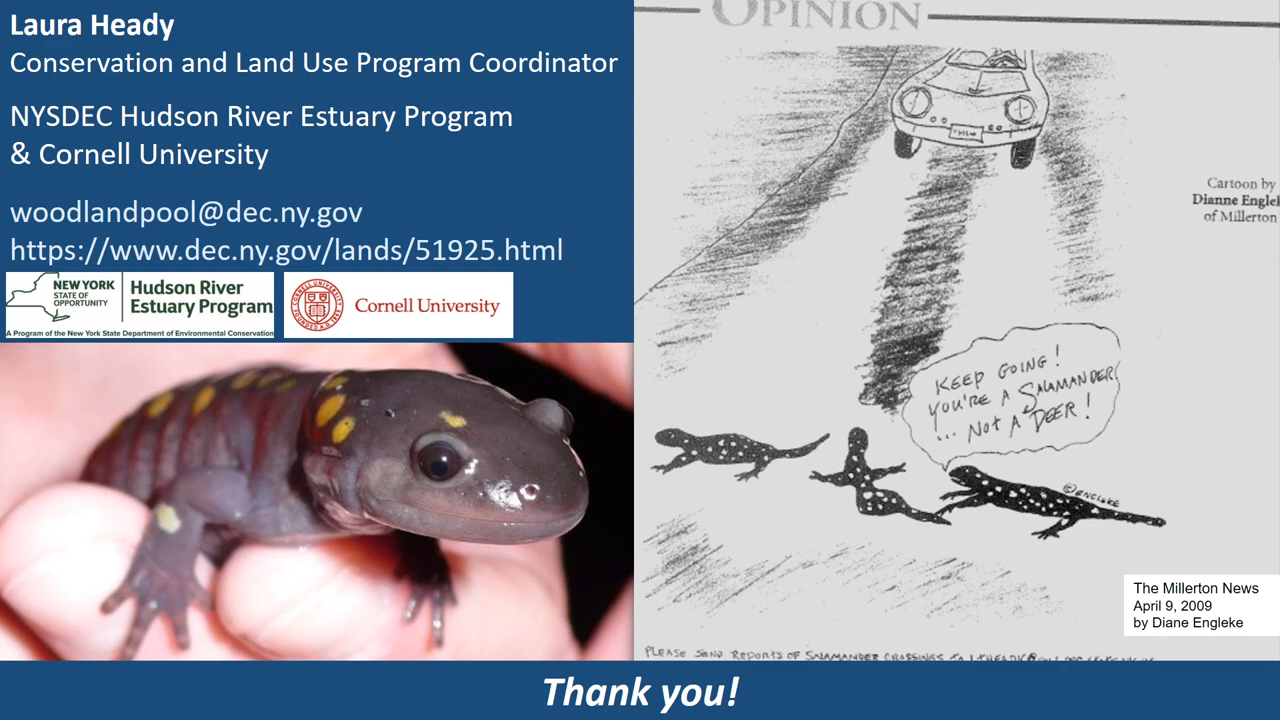 Laura Heady
Conservation and Land Use Program Coordinator
NYSDEC Hudson River Estuary Program
& Cornell University
woodlandpool@dec.ny.gov
https://www.dec.ny.gov/lands/51925.html
NEW YORK
STATE OF
OPPORTUNITY
Hudson River
Estuary Program
A Program of the New York State Department of Environmental Conservation
Cornell University
OPINION
Cartoon by
Dianne Englek
of Millerton
KEEP GOING!
YOU'RE A SALAMANDER
... NOT A DEER!
©ENGLEKE
The Millerton News
April 9, 2009
by Diane Engleke
PLEASE SEND REPORTS OF SALAMANDER CROSSINGS TO
Thank you!